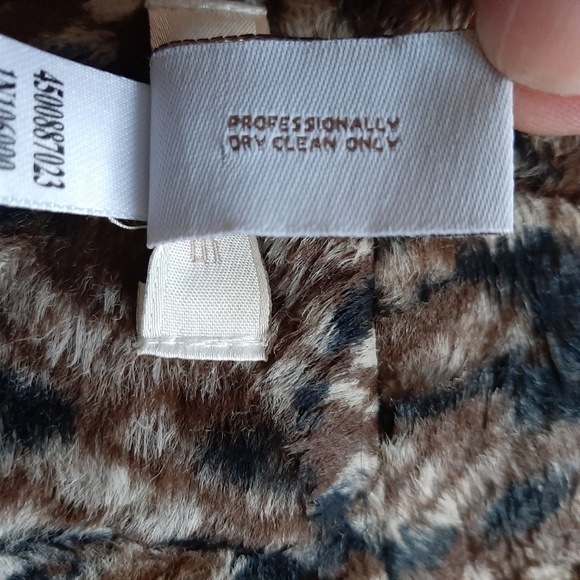 PROFESSIONALLY
DRY CLEAN ONLY
4500887023